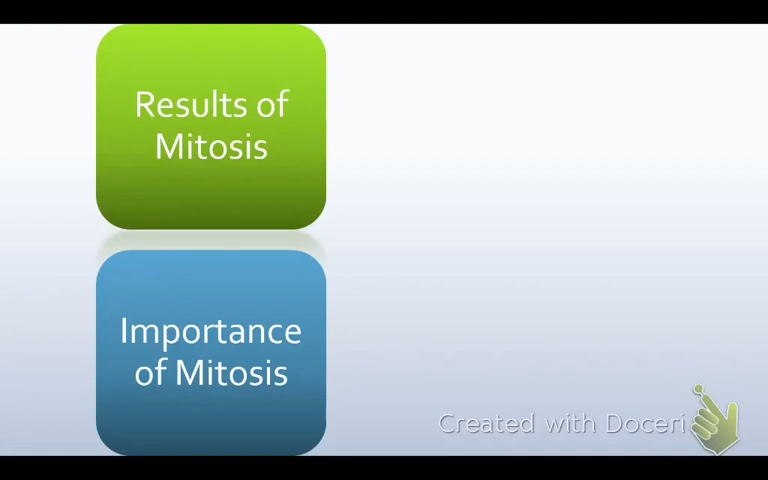 Results of
Mitosis
Importance
of Mitosis
Created with Doceri